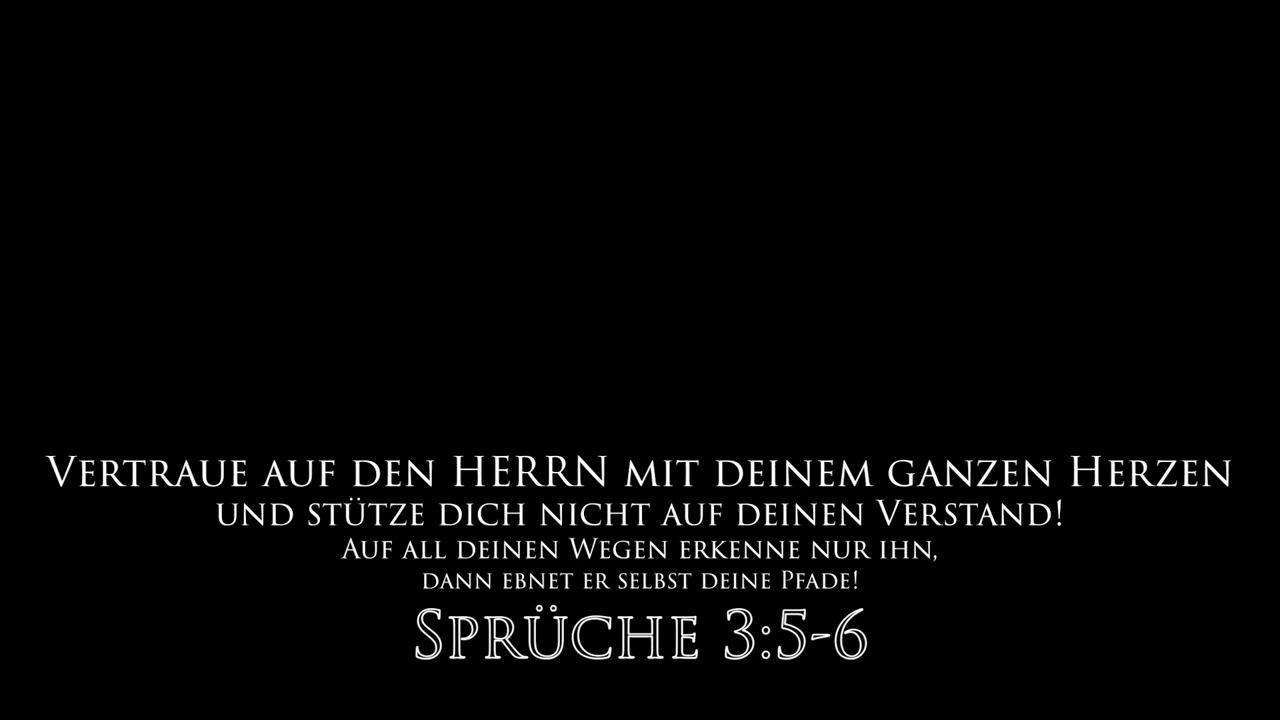 Vertraue auf den HERRN mit deinem ganzen Herzen
und stütze dich nicht auf deinen Verstand!
Auf all deinen Wegen erkenne nur ihn,
dann ebnet er selbst deine Pfade!
Sprüche 3:5-6